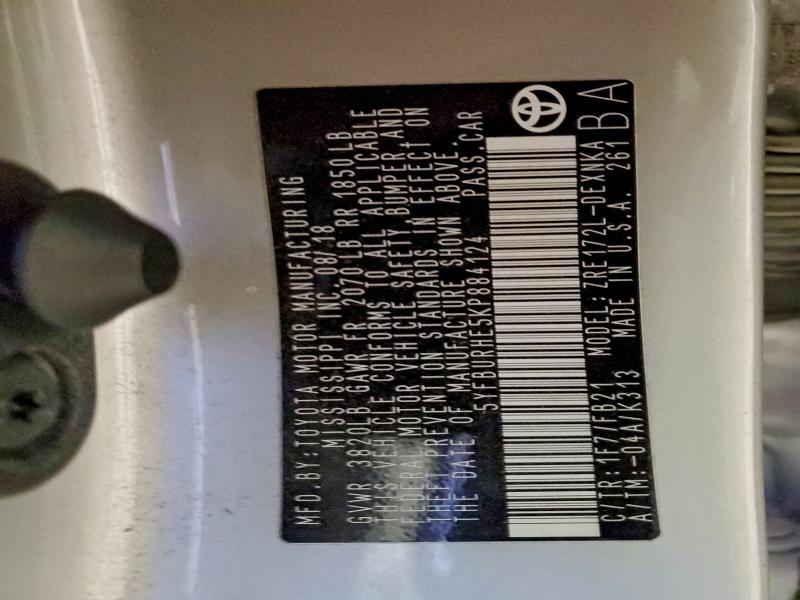 MFD.BY:TOYOTA MOTOR MANUFACTURING
MISSISSIPPI INC. 08/18
GVWR 3820LB GAWR FR 2070LB RR 1850LB
THIS VEHICLE CONFORMS TO ALL APPLICABLE
FEDERAL MOTOR VEHICLE SAFETY, BUMPER, AND
THEFT PREVENTION STANDARDS IN EFFECT ON
THE DATE OF MANUFACTURE SHOWN ABOVE.
5YFBURHE5KP884124 PASS.CAR
C/TR:1F7/FB21 MODEL:ZRE172L-DEXNKA
A/TM:-04A/K313 MADE IN U.S.A. 261 BA